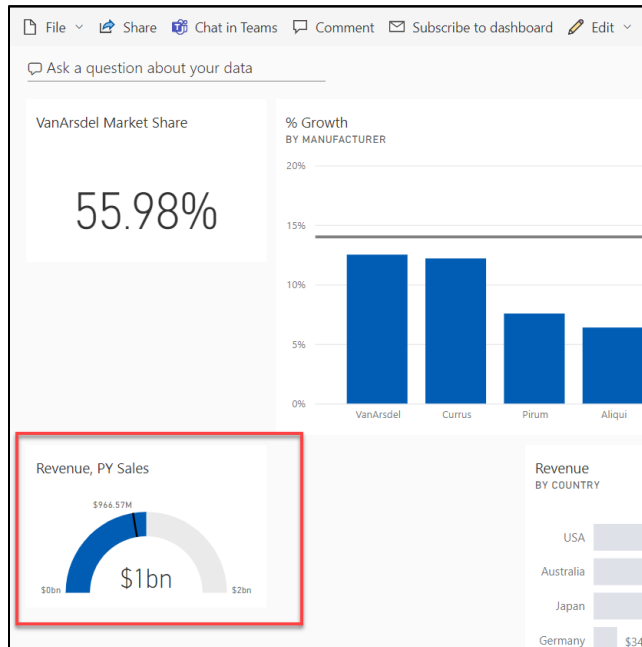 File Share Chat in Teams Comment Subscribe to dashboard Edit
Ask a question about your data
VanArsdel Market Share
55.98%
% Growth
BY MANUFACTURER
20%
15%
10%
5%
0%
VanArsdel Currus Pirum Aliqui
Revenue, PY Sales
$966.57M
$1bn
$0bn $2bn
Revenue
BY COUNTRY
USA
Australia
Japan
Germany $34